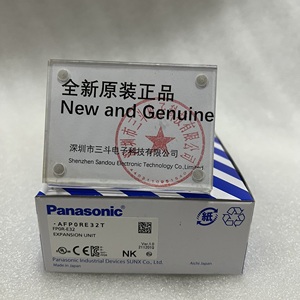 全新原装正品
New and Genuine
深圳市三斗电子科技有限公司
Shenzhen Sandou Electronic Technology Co.,Limited
Panasonic
AFP0RE32T
FP0R-E32
EXPANSION UNIT
NK
Panasonic Industrial Devices SUNX Co., Ltd.
Made in Japan
紙